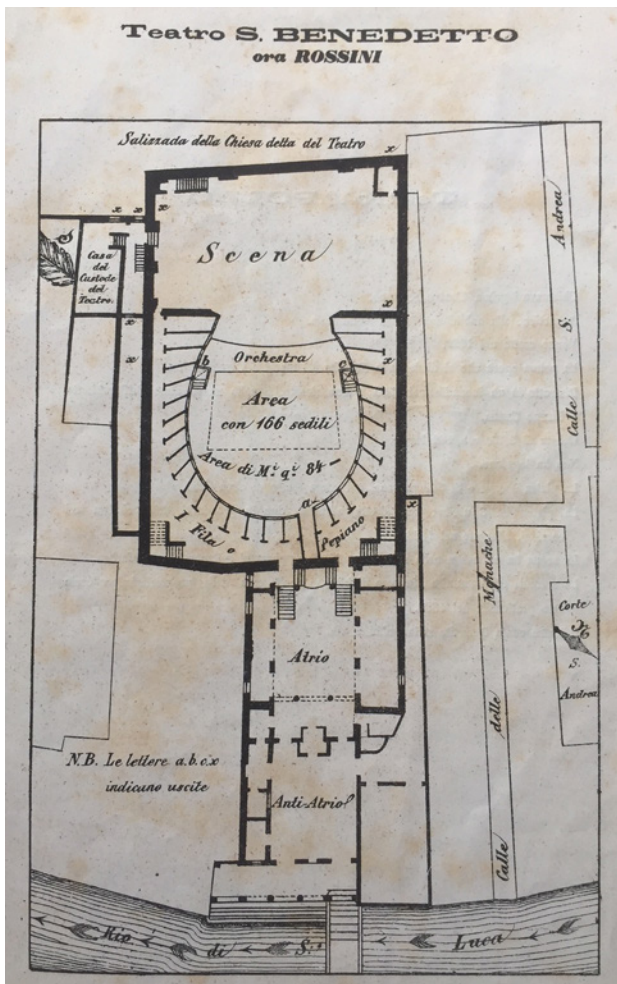 Teatro S. BENEDETTO
ora ROSSINI
Salizzada della Chiesa detta del Teatro
x
x x x
Scena
Casa
del
Custode
del
Teatro.
x
x
x
x
Orchestra
b
c
Area
con 166 sedili
Area di M.i q.i 84
a
I Fila o
Pepiano
x
Atrio
Anti-Atrio
N.B. Le lettere a.b.c.x
indicano uscite
Calle S. Andrea
Calle delle Monache
Corte
S.
Andrea
Rio di S. Luca